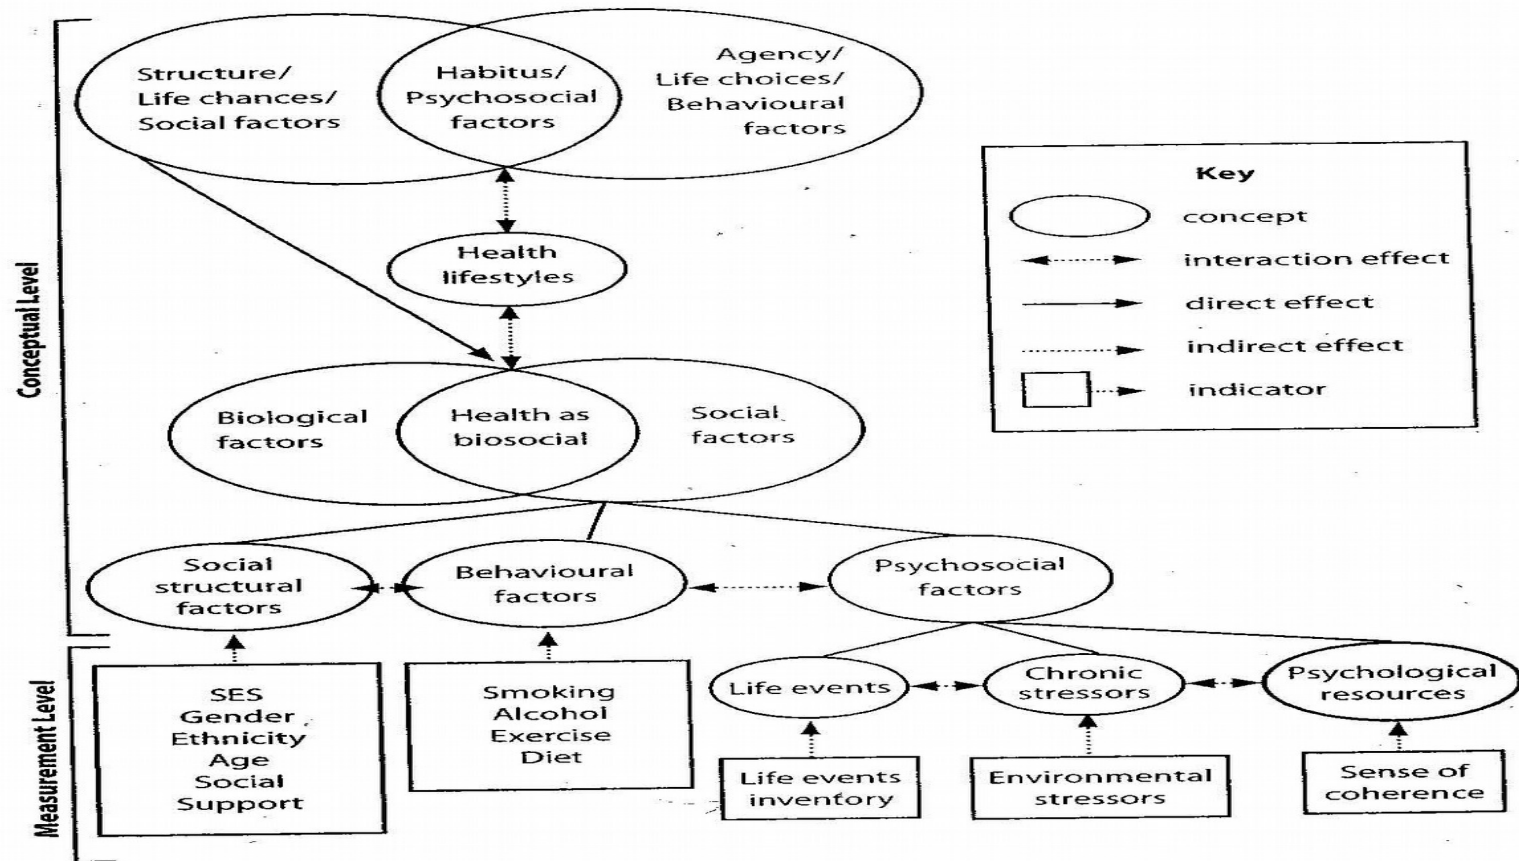 Structure/
Life chances/
Social factors
Habitus/
Psychosocial
factors
Agency/
Life choices/
Behavioural
factors
Health
lifestyles
Biological
factors
Health as
biosocial
Social
factors
Social
structural
factors
Behavioural
factors
Psychosocial
factors
Life events
Chronic
stressors
Psychological
resources
SES
Gender
Ethnicity
Age
Social
Support
Smoking
Alcohol
Exercise
Diet
Life events
inventory
Environmental
stressors
Sense of
coherence
Conceptual Level
Measurement Level
Key
concept
interaction effect
direct effect
indirect effect
indicator